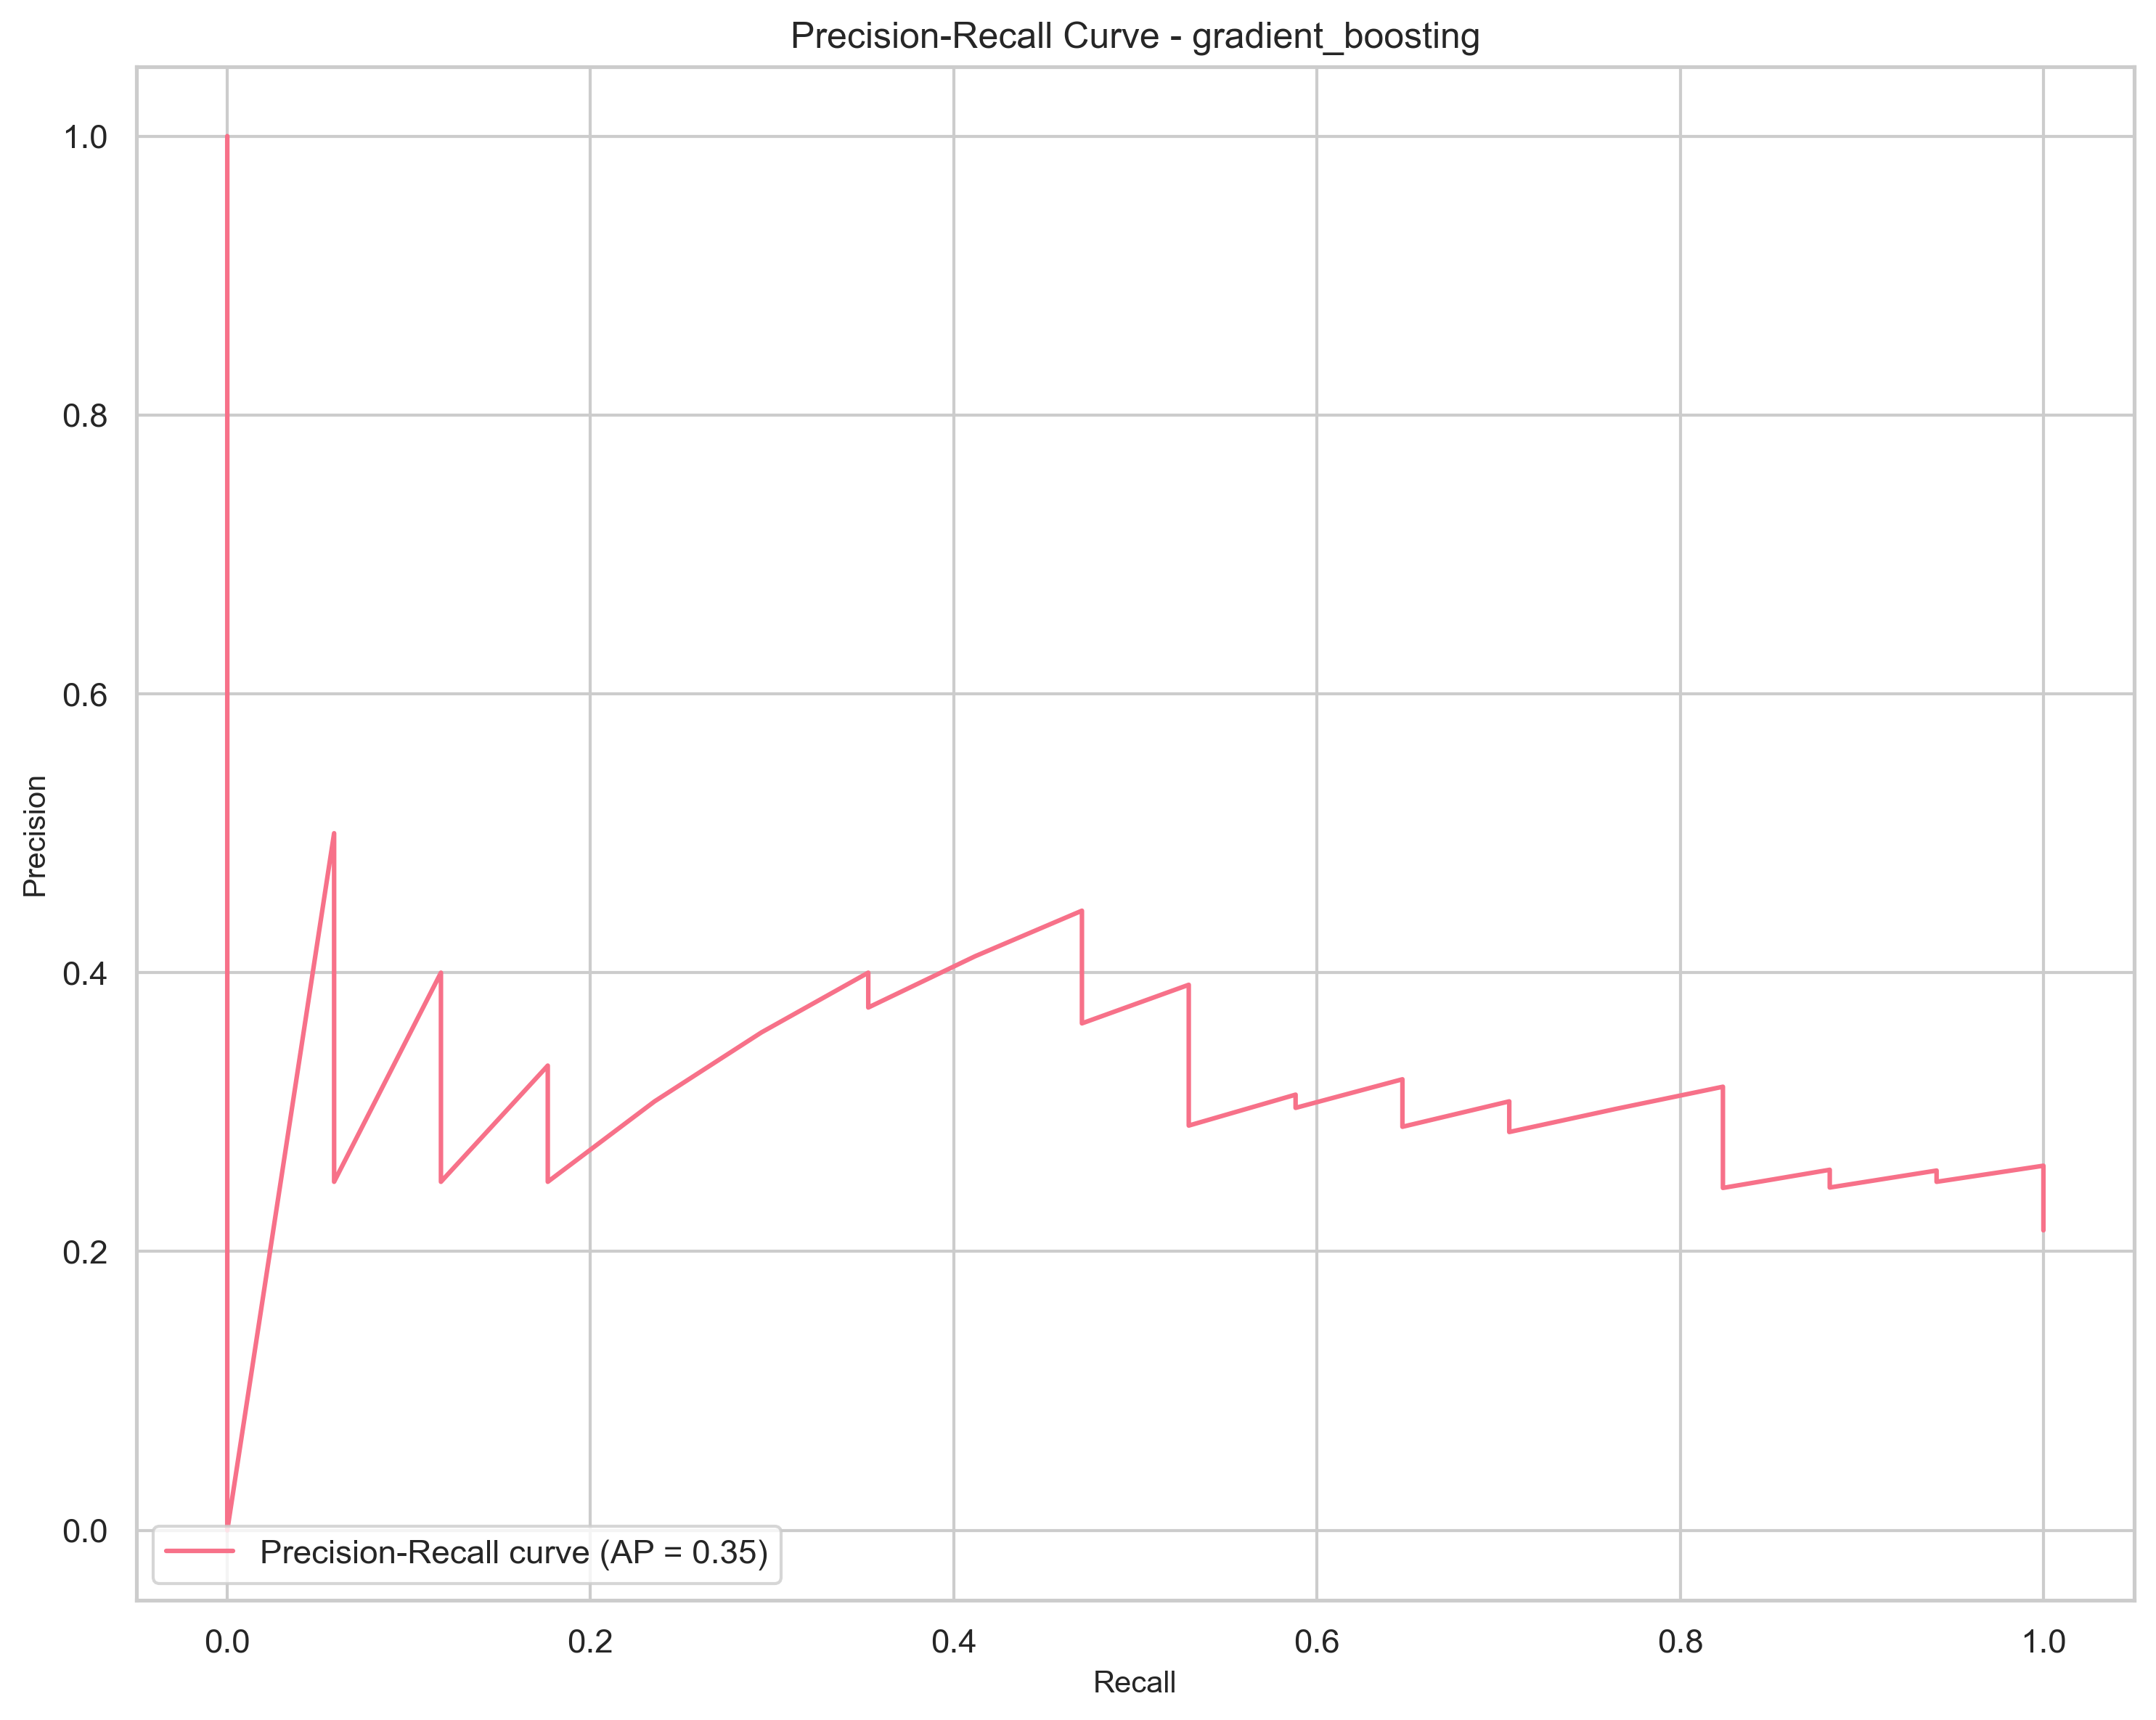 Precision-Recall Curve - gradient_boosting
1.0
0.8
0.6
0.4
0.2
0.0
Precision
Precision-Recall curve (AP = 0.35)
0.0 0.2 0.4 0.6 0.8 1.0
Recall